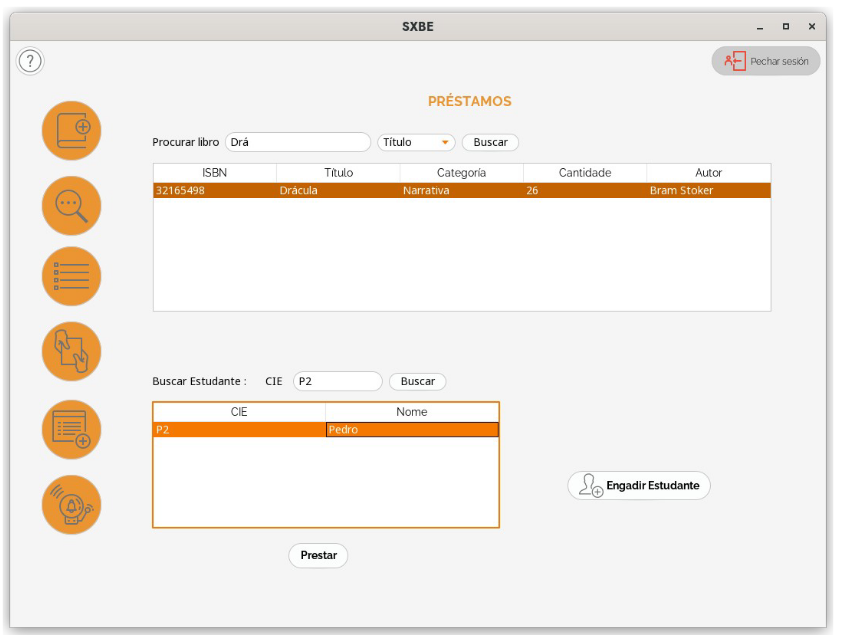 SXBE
?
Pechar sesión
PRÉSTAMOS
Procurar libro Drá Título Buscar
ISBN Título Categoría Cantidade Autor
32165498 Drácula Narrativa 26 Bram Stoker
Buscar Estudante : CIE P2 Buscar
CIE Nome
P2 Pedro
Engadir Estudante
Prestar